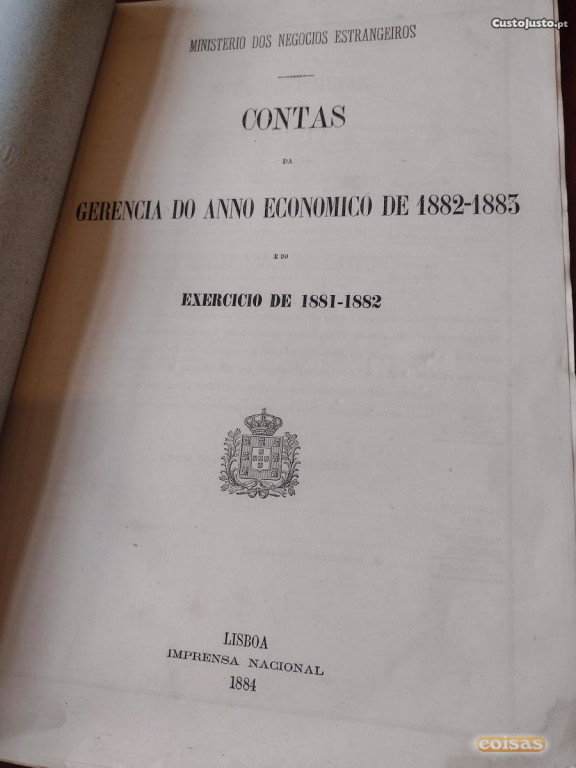 Custojusto.pt
MINISTERIO DOS NEGOCIOS ESTRANGEIROS
CONTAS
DA
GERENCIA DO ANNO ECONOMICO DE 1882-1883
E DO
EXERCICIO DE 1881-1882
LISBOA
IMPRENSA NACIONAL
1884
coisas